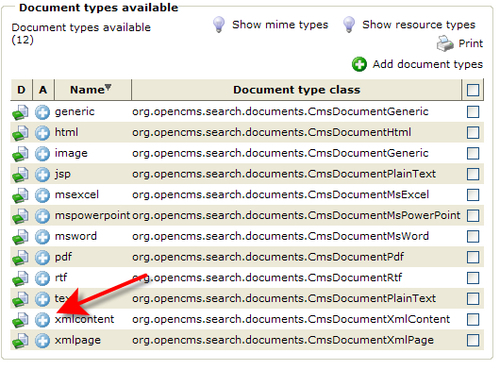 Document types available
Document types available
(12)
Show mime types
Show resource types
Print
Add document types
D A Name Document type class
generic org.opencms.search.documents.CmsDocumentGeneric
html org.opencms.search.documents.CmsDocumentHtml
image org.opencms.search.documents.CmsDocumentGeneric
jsp org.opencms.search.documents.CmsDocumentPlainText
msexcel org.opencms.search.documents.CmsDocumentMsExcel
mspowerpoint org.opencms.search.documents.CmsDocumentMsPowerPoint
msword org.opencms.search.documents.CmsDocumentMsWord
pdf org.opencms.search.documents.CmsDocumentPdf
rtf org.opencms.search.documents.CmsDocumentRtf
org.opencms.search.documents.CmsDocumentPlainText
xmlcontent org.opencms.search.documents.CmsDocumentXmlContent
xmlpage org.opencms.search.documents.CmsDocumentXmlPage